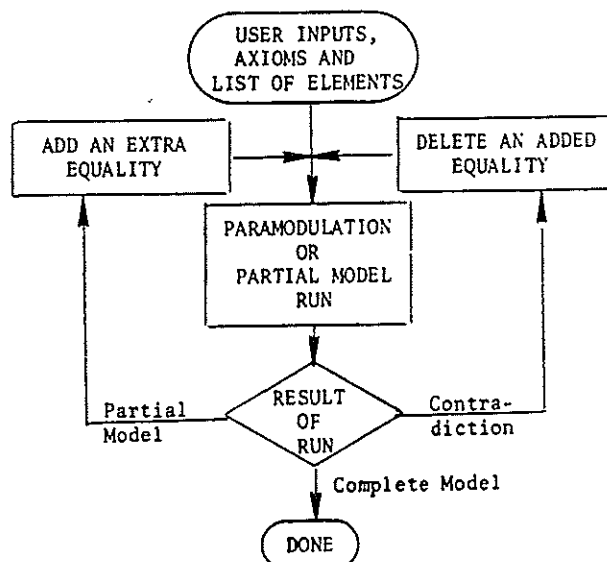 USER INPUTS,
AXIOMS AND
LIST OF ELEMENTS
ADD AN EXTRA
EQUALITY
DELETE AN ADDED
EQUALITY
PARAMODULATION
OR
PARTIAL MODEL
RUN
RESULT
OF
RUN
Partial
Model
Contra-
diction
Complete Model
DONE